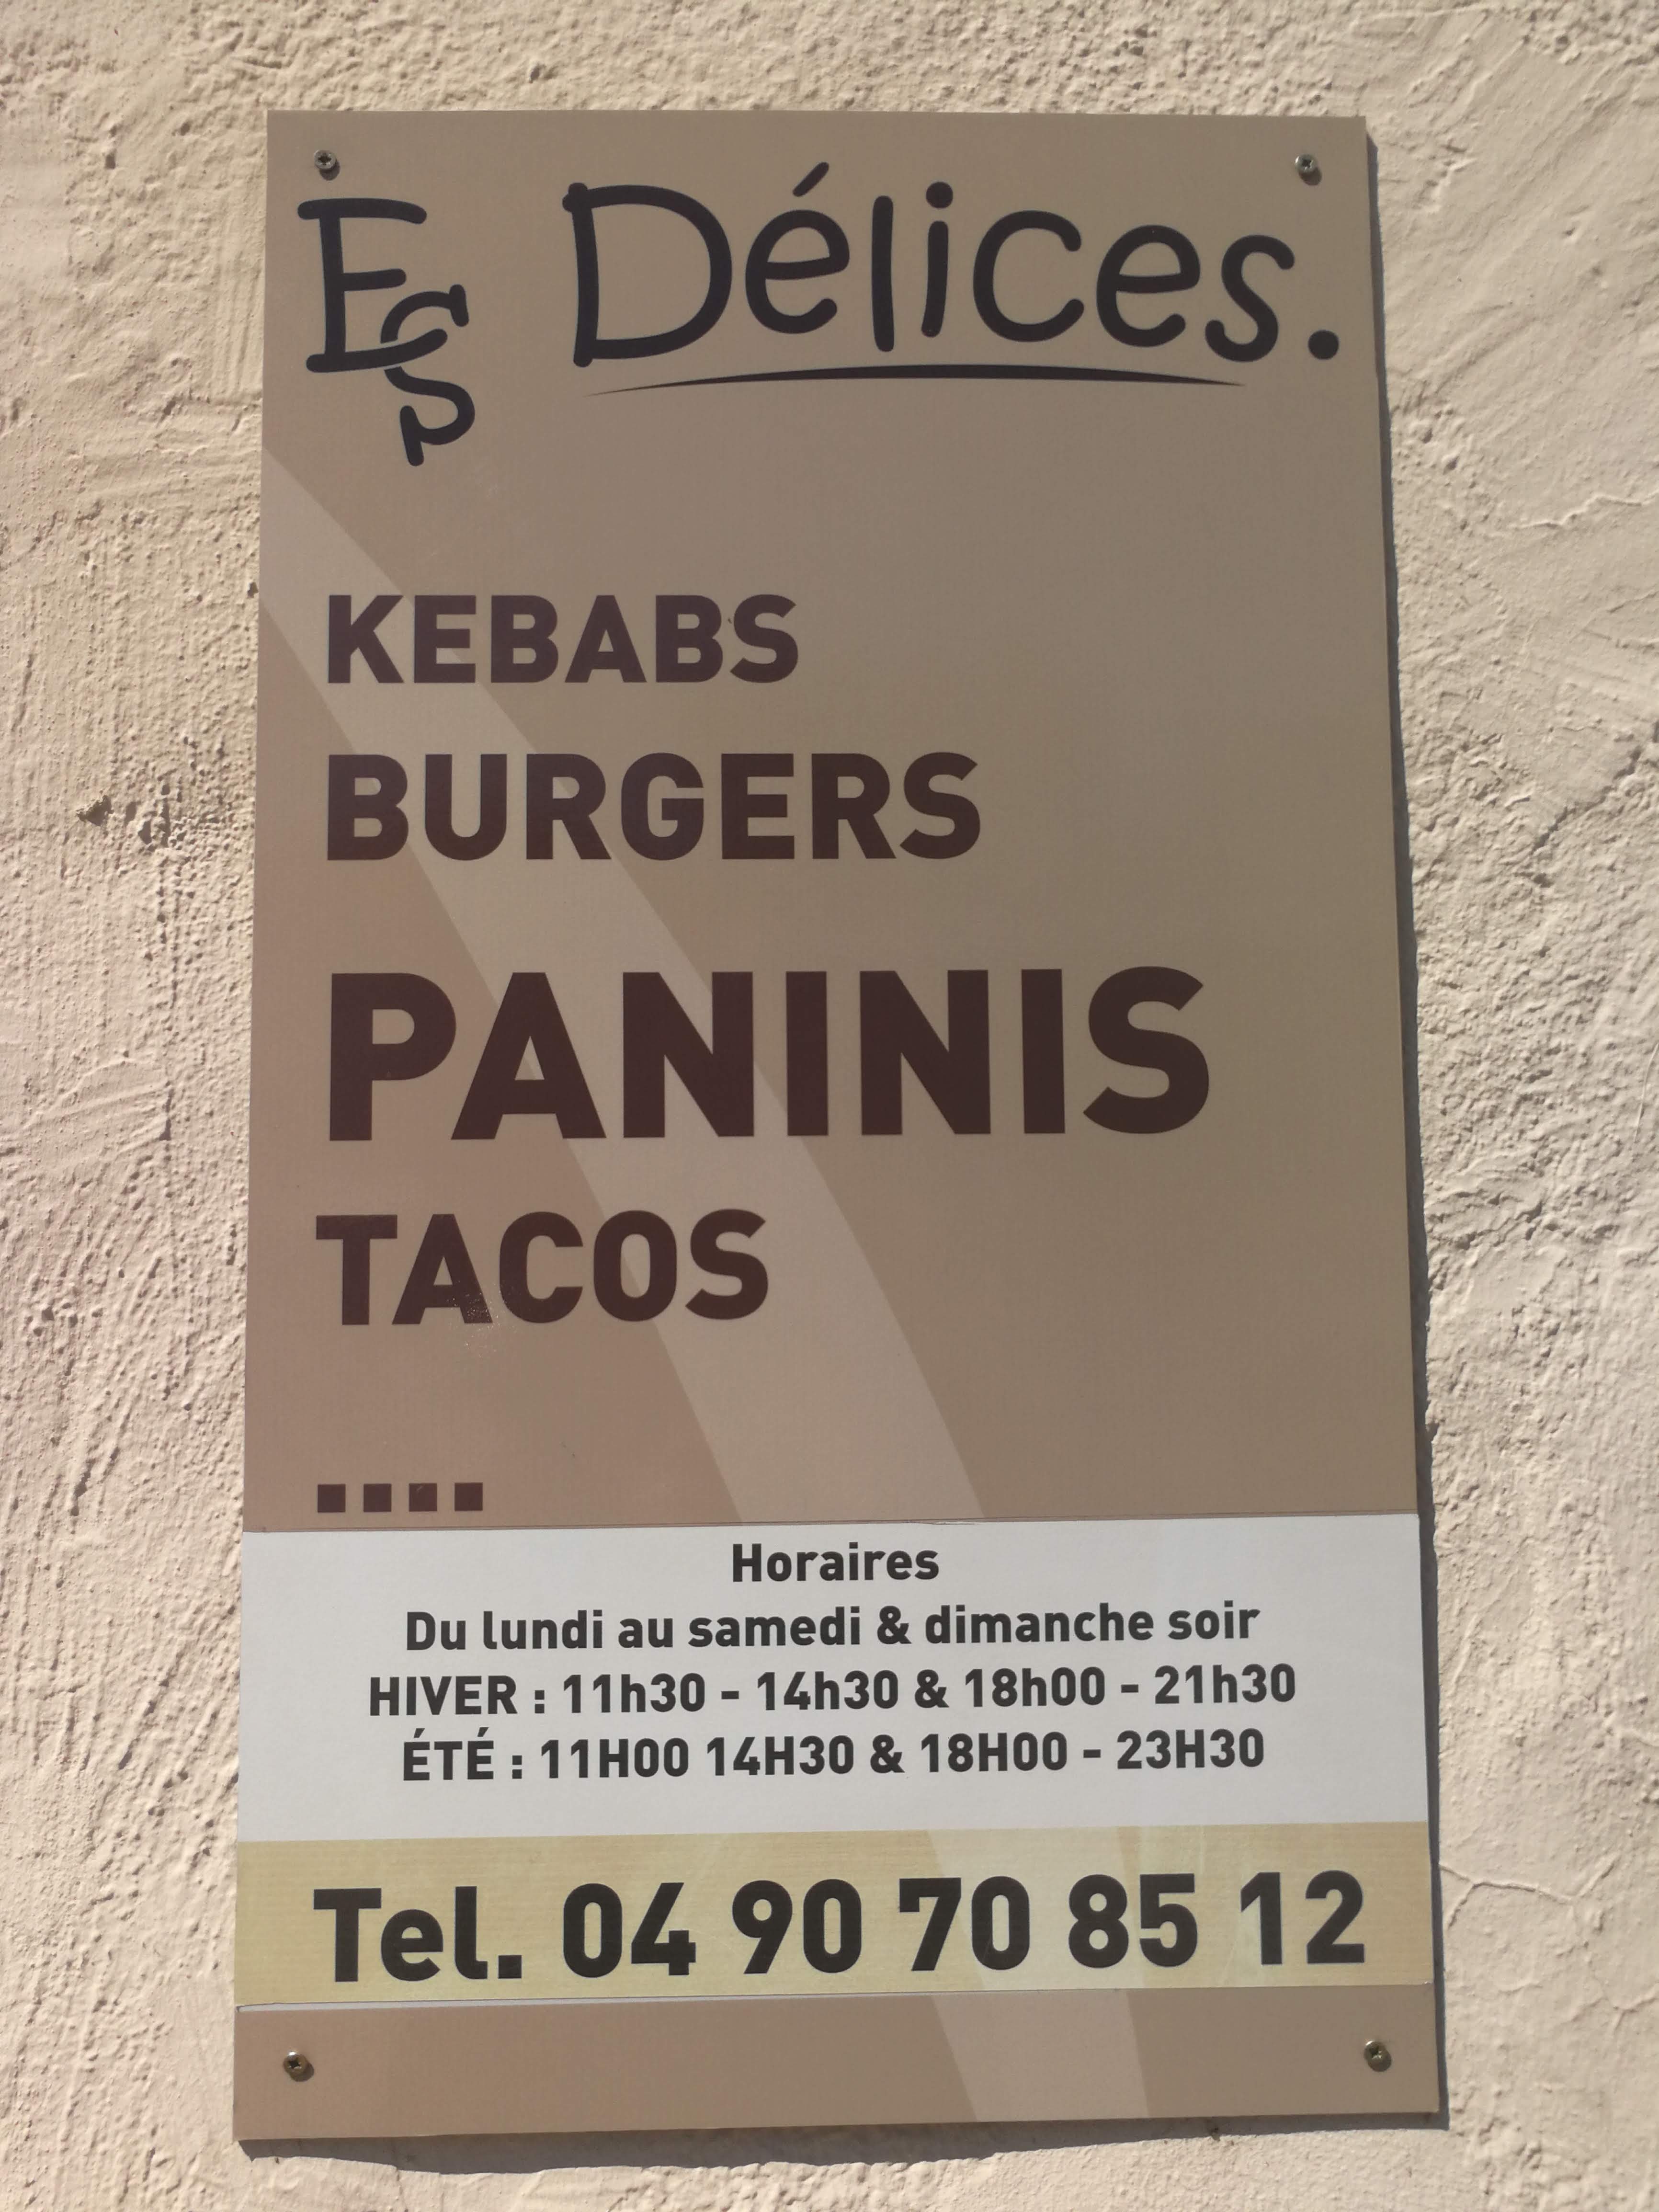 ES Délices.
KEBABS
BURGERS
PANINIS
TACOS
....
Horaires
Du lundi au samedi & dimanche soir
HIVER : 11h30 - 14h30 & 18h00 - 21h30
ÉTÉ : 11H00 14H30 & 18H00 - 23H30
Tel. 04 90 70 85 12